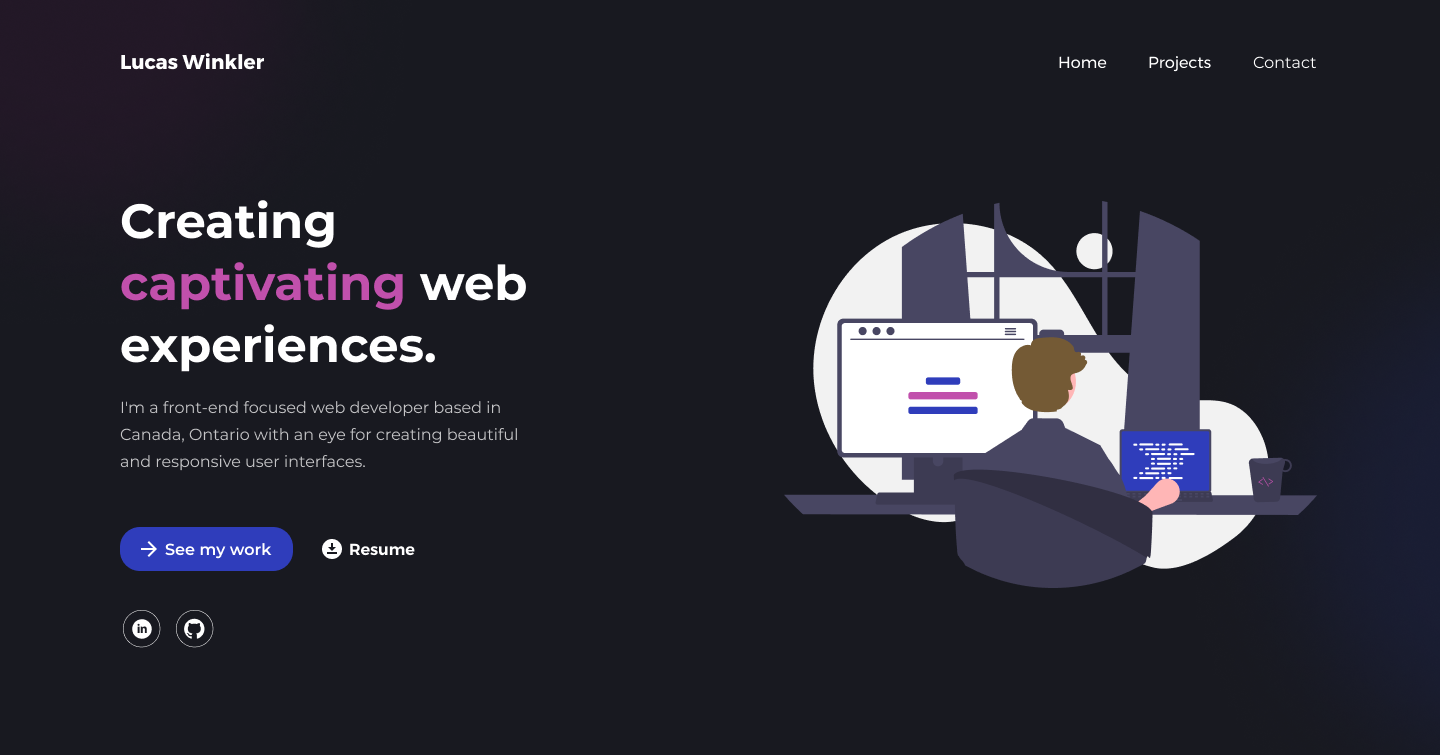 Lucas Winkler
Home Projects Contact
Creating
captivating web
experiences.
I'm a front-end focused web developer based in
Canada, Ontario with an eye for creating beautiful
and responsive user interfaces.
See my work Resume
in